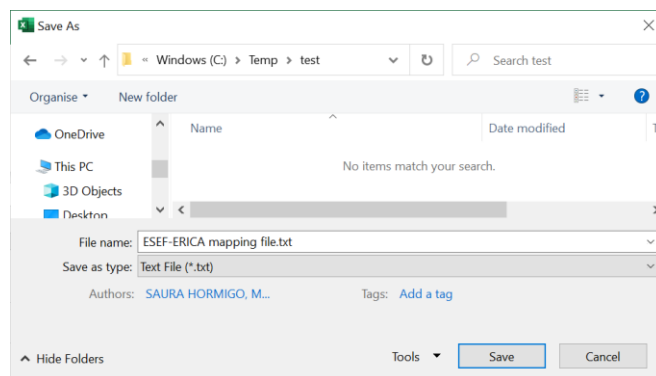 Save As
« Windows (C:) > Temp > test
Search test
Organise
New folder
OneDrive
This PC
3D Objects
Desktop
Name
Date modified
No items match your search.
File name: ESEF-ERICA mapping file.txt
Save as type: Text File (*.txt)
Authors: SAURA HORMIGO, M...
Tags: Add a tag
Hide Folders
Tools
Save
Cancel